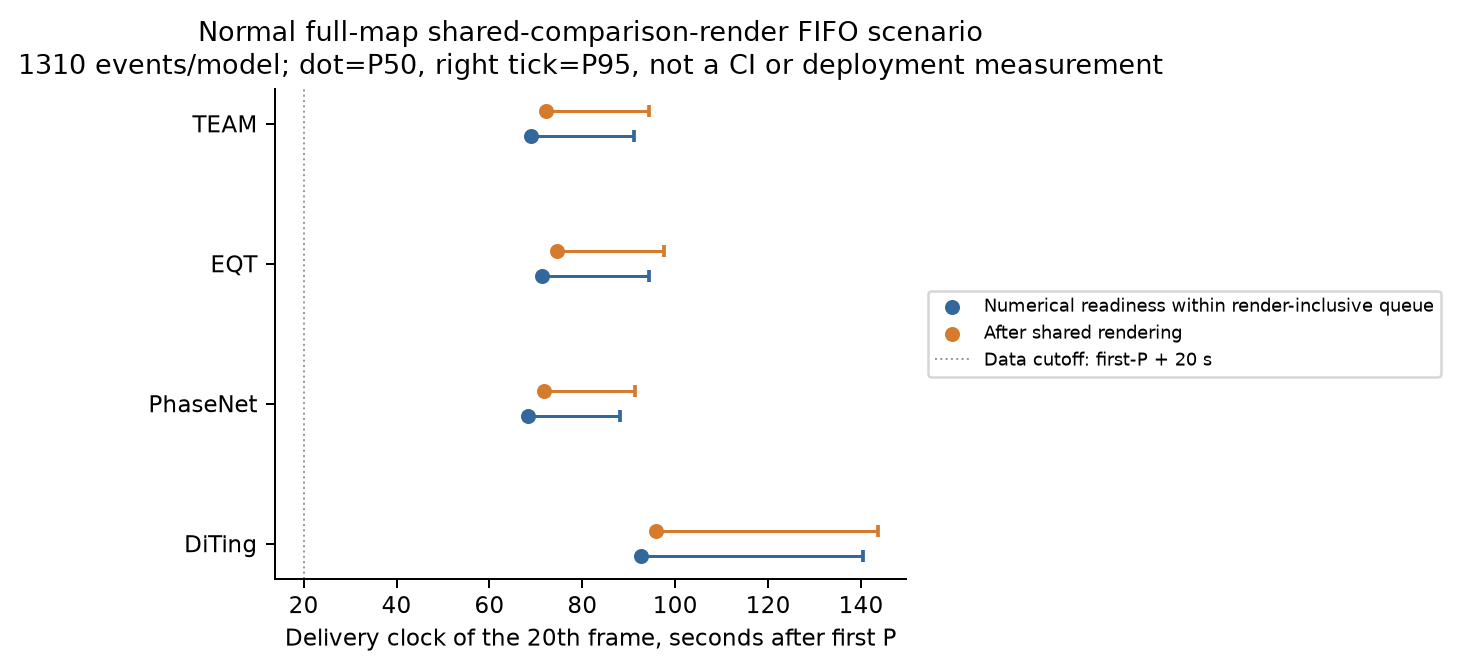 Normal full-map shared-comparison-render FIFO scenario
1310 events/model; dot=P50, right tick=P95, not a CI or deployment measurement
TEAM
EQT
PhaseNet
DiTing
20 40 60 80 100 120 140
Delivery clock of the 20th frame, seconds after first P
Numerical readiness within render-inclusive queue
After shared rendering
Data cutoff: first-P + 20 s